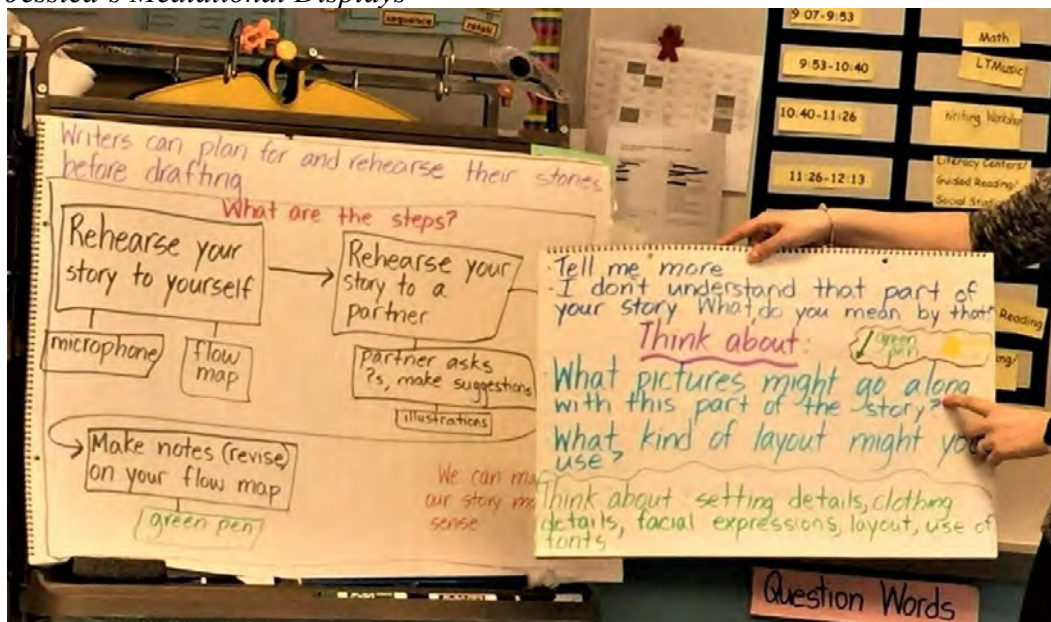 Jessica's Mediational Displays
sequence
retell
9:07-9:53
Math
9:53-10:40
LTMusic
10:40-11:26
Writing Workshop
11:26-12:13
Literacy Centers/
Guided Reading/
Social
Reading
Writers can plan for and rehearse their stories
before drafting
What are the steps?
Rehearse your
story to yourself
microphone
flow
map
Rehearse your
story to a
partner
partner asks
?s, make suggestions
illustrations
Make notes (revise)
on your flow map
green pen
We can
our story
sense
Tell me more
I don't understand that part of
your story. What do you mean by that?
Think about:
green
pen
What pictures might go along
with this part of the story?
What kind of layout might you
use?
Think about setting details, clothing
details, facial expressions, layout, use of
fonts
Question Words